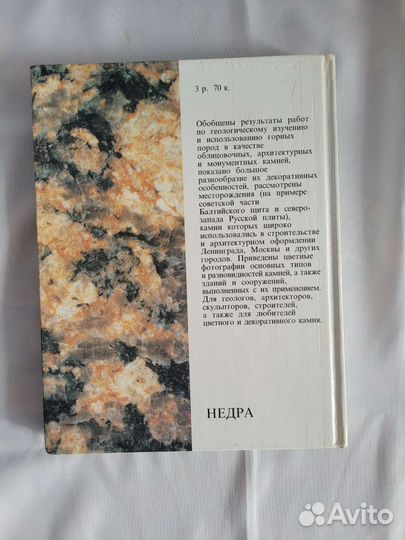 3 р. 70 к.
Обобщены результаты работ
по геологическому изучению
и использованию горных
пород в качестве
облицовочных, архитектурных
и монументных камней,
показано большое
разнообразие их декоративных
особенностей, рассмотрены
месторождения (на примере
советской части
Балтийского щита и северо-
запада Русской плиты),
камни которых широко
использовались в строительстве
и архитектурном оформлении
Ленинграда, Москвы и других
городов. Приведены цветные
фотографии основных типов
и разновидностей камней, а также
зданий и сооружений,
выполненных с их применением.
Для геологов, архитекторов,
скульпторов, строителей,
а также для любителей
цветного и декоративного камня.
НЕДРА
Avito